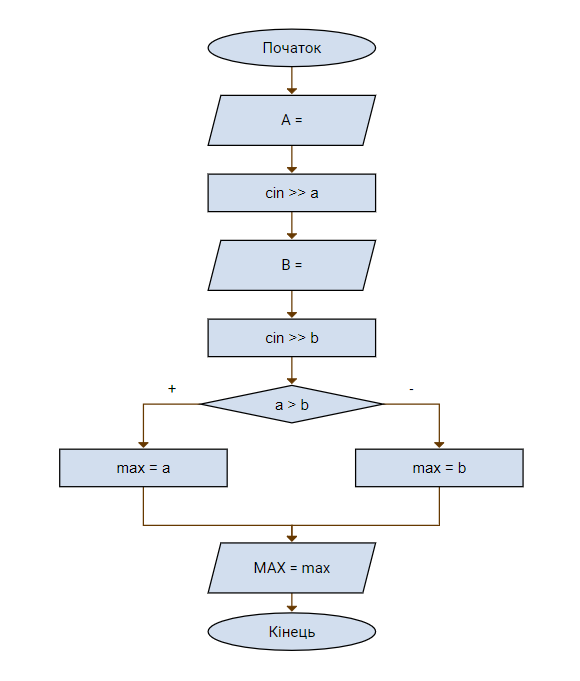 Початок
A =
cin >> a
B =
cin >> b
a > b
+
-
max = a
max = b
MAX = max
Кінець